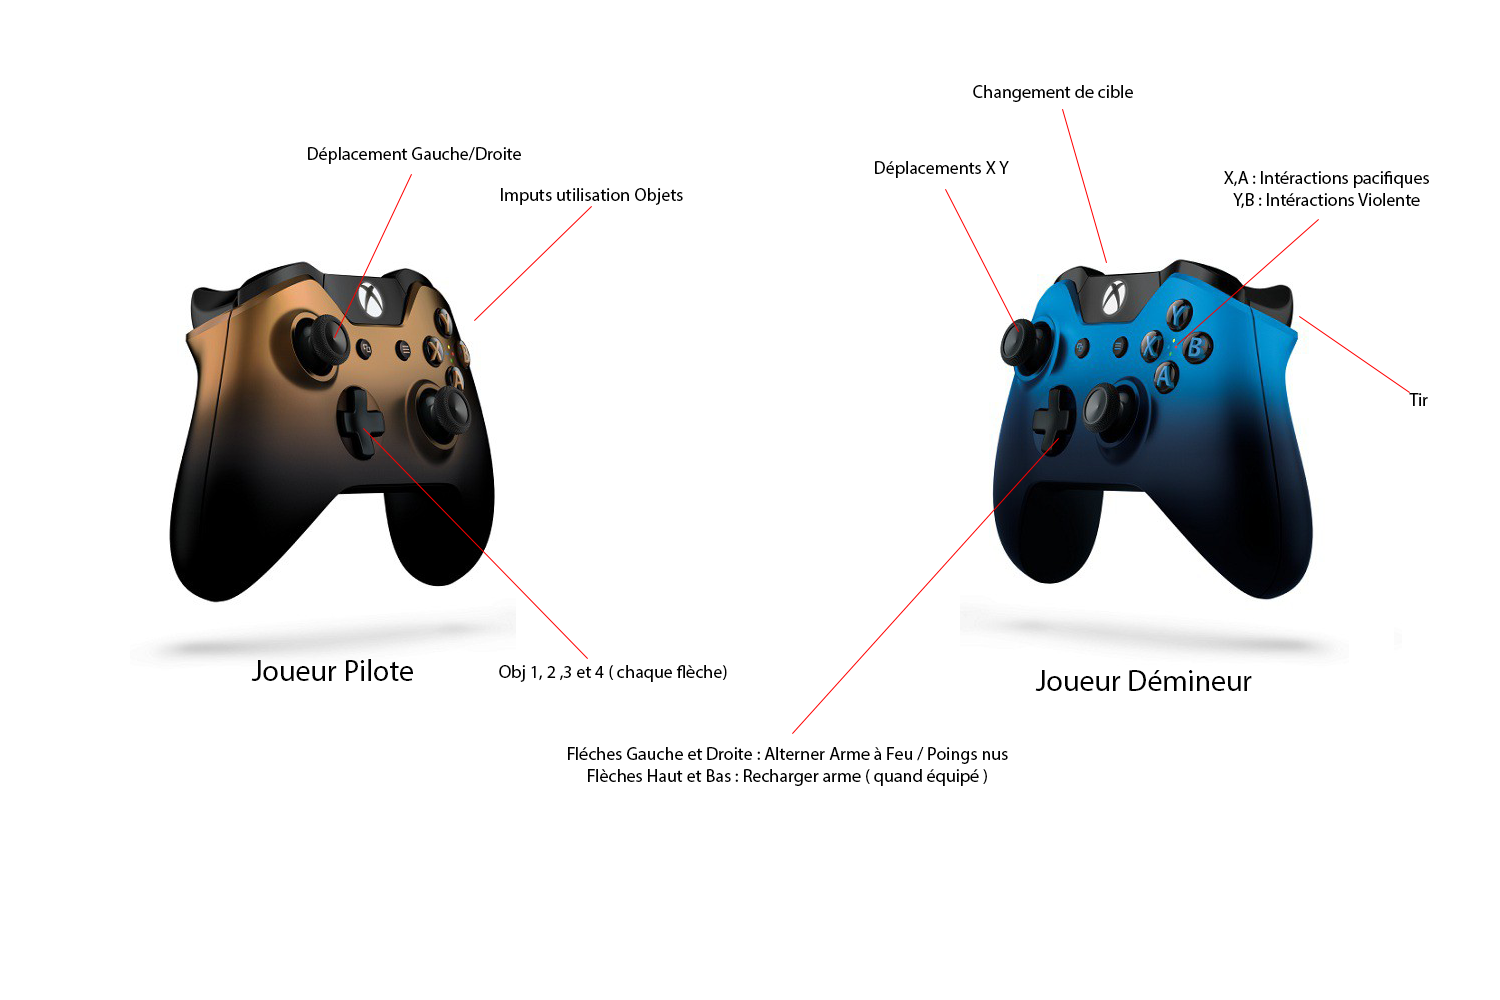 Changement de cible
Déplacement Gauche/Droite
Déplacements X Y
Imputs utilisation Objets
X,A : Intéractions pacifiques
Y,B : Intéractions Violente
Y
X
B
A
Y
X
B
A
Tir
Joueur Pilote
Obj 1, 2 ,3 et 4 ( chaque flèche)
Joueur Démineur
Fléches Gauche et Droite : Alterner Arme à Feu / Poings nus
Flèches Haut et Bas : Recharger arme ( quand équipé )